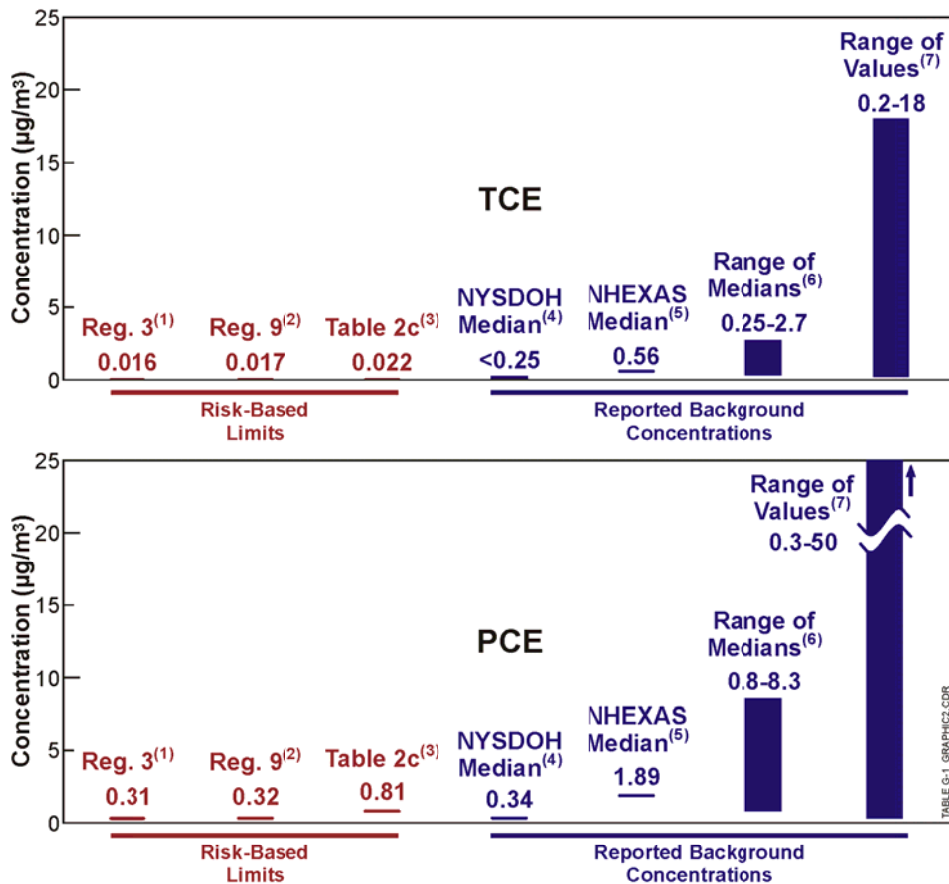 Concentration (µg/m³)
25
20
15
10
5
0
TCE
Reg. 3(1)
0.016
Reg. 9(2)
0.017
Table 2c(3)
0.022
Risk-Based
Limits
NYSDOH
Median(4)
<0.25
NHEXAS
Median(5)
0.56
Range of
Medians(6)
0.25-2.7
Range of
Values(7)
0.2-18
Reported Background
Concentrations
Concentration (µg/m³)
25
20
15
10
5
0
PCE
Reg. 3(1)
0.31
Reg. 9(2)
0.32
Table 2c(3)
0.81
Risk-Based
Limits
NYSDOH
Median(4)
0.34
NHEXAS
Median(5)
1.89
Range of
Medians(6)
0.8-8.3
Range of
Values(7)
0.3-50
Reported Background
Concentrations
TABLE G-1_GRAPHIC2.CDR